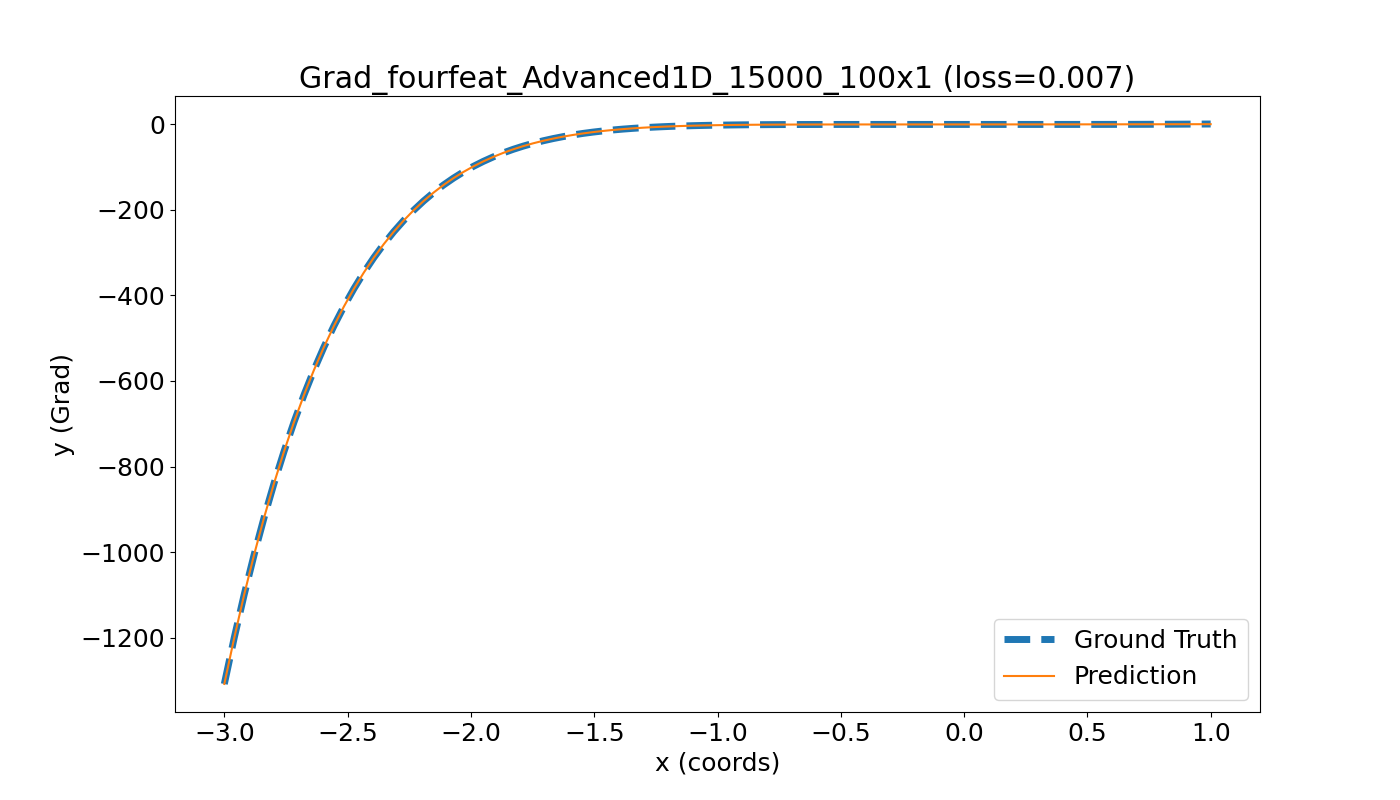 Grad_fourfeat_Advanced1D_15000_100x1 (loss=0.007)
0
−200
−400
−600
−800
−1000
−1200
y (Grad)
Ground Truth
Prediction
−3.0 −2.5 −2.0 −1.5 −1.0 −0.5 0.0 0.5 1.0
x (coords)